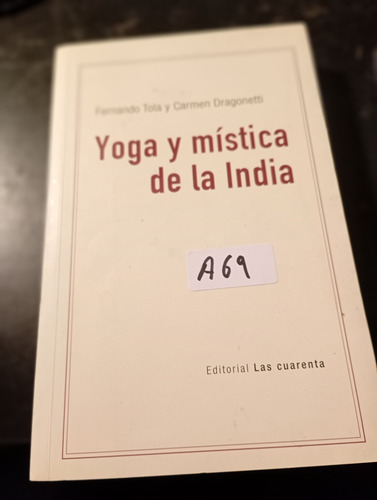 Fernando Tola y Carmen Dragonetti
Yoga y mística
de la India
A69
Editorial Las cuarenta